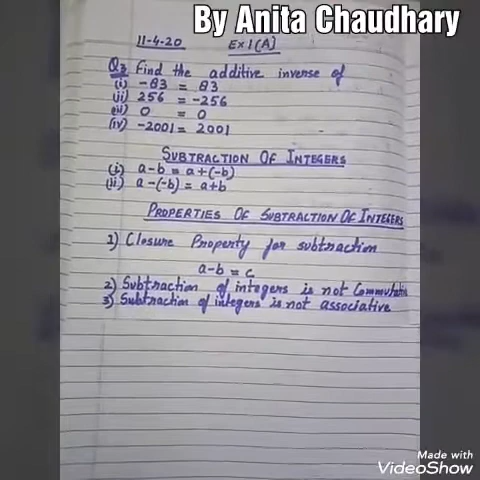 By Anita Chaudhary
11-4-20 Ex 1(A)
Q3 Find the additive inverse of
(i) -83 = 83
(ii) 256 = -256
(iii) 0 = 0
(iv) -2001 = 2001
SUBTRACTION OF INTEGERS
(i) a-b = a+(-b)
(ii) a-(-b) = a+b
PROPERTIES OF SUBTRACTION OF INTEGERS
1) Closure Property for subtraction
a-b = c
2) Subtraction of integers is not Commutative
3) Subtraction of integers is not associative
Made with
VideoShow